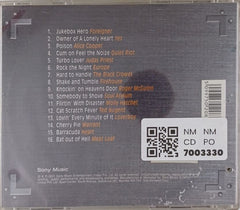 1. Jukebox Hero Foreigner
2. Owner Of A Lonely Heart Yes
3. Poison Alice Cooper
4. Cum on Feel the Noize Quiet Riot
5. Turbo Lover Judas Priest
6. Rock the Night Europe
7. Hard to Handle The Black Crowes
8. Shake and Tumble Firehouse
9. Knockin' on Heavens Door Roger McGuinn
10. Somebody to Shove Soul Asylum
11. Flirtin' With Disaster Molly Hatchet
12. Cat Scratch Fever Ted Nugent
13. Lovin' Every Minute of It Loverboy
14. Cherry Pie Warrant
15. Barracuda Heart
16. Bat out of Hell Meat Loaf
NM NM
CD PO
7003330
Sony Music